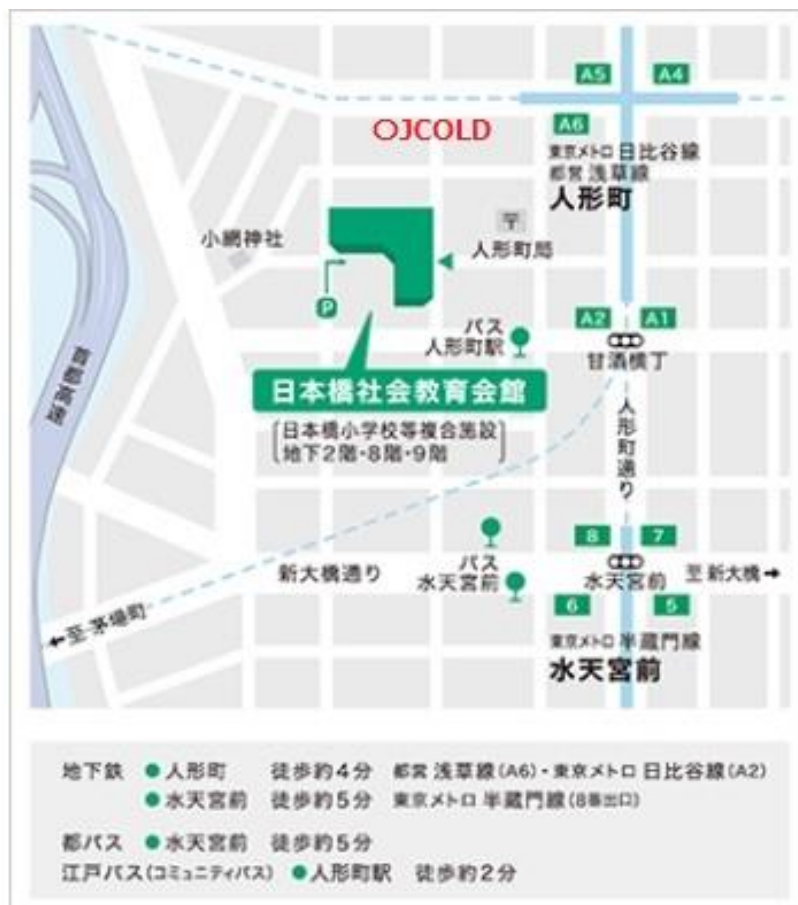 A5
A4
〇JCOLD
A6
東京メトロ 日比谷線
都営 浅草線
人形町
小網神社
〒
人形町局
P
A2
A1
バス
人形町駅
甘酒横丁
首都高速
日本橋社会教育会館
日本橋小学校等複合施設
地下2階・8階・9階
人形町通り
8
7
バス
水天宮前
新大橋通り
水天宮前
至 新大橋→
←至 茅場町
6
5
東京メトロ 半蔵門線
水天宮前
地下鉄 ●人形町 徒歩約4分 都営 浅草線(A6)・東京メトロ 日比谷線(A2)
●水天宮前 徒歩約5分 東京メトロ 半蔵門線(8番出口)
都バス ●水天宮前 徒歩約5分
江戸バス(コミュニティバス) ●人形町駅 徒歩約2分